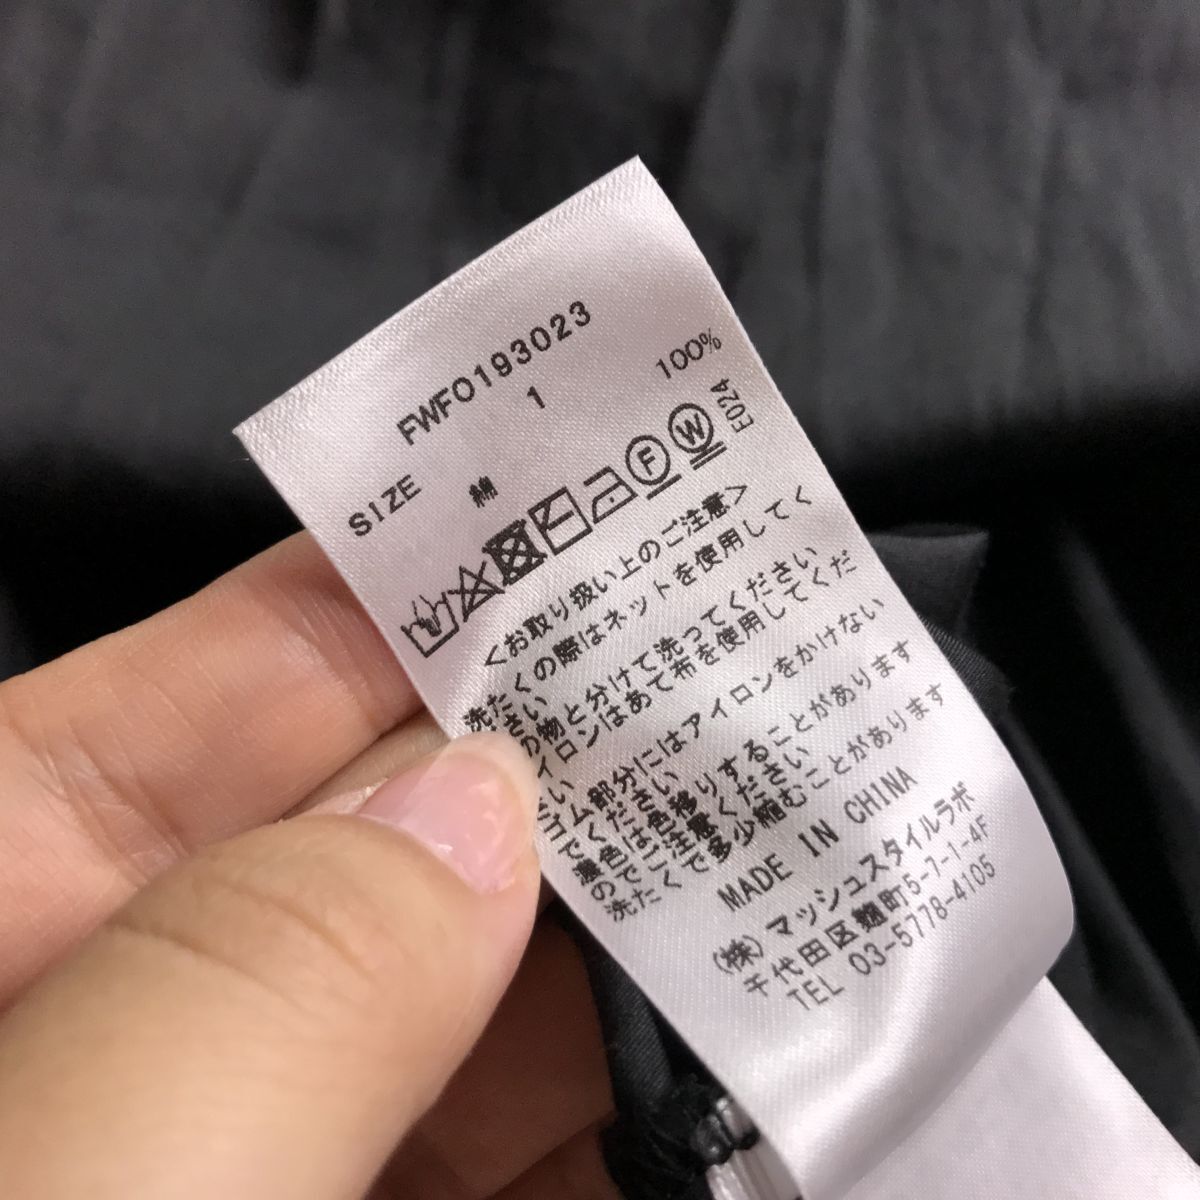 FWFO193023
SIZE 1
綿 100%
F W E024
<お取り扱い上のご注意>
洗たくの際はネットを使用してく
さい
の物と分けて洗ってください
イロンはあて布を使用してくだ
さい
ゴム部分にはアイロンをかけない
でください
濃色では色移りすることがあります
のでご注意ください
洗たくで多少縮むことがあります
MADE IN CHINA
(株)マッシュスタイルラボ
千代田区麹町5-7-1-4F
TEL 03-5778-4105